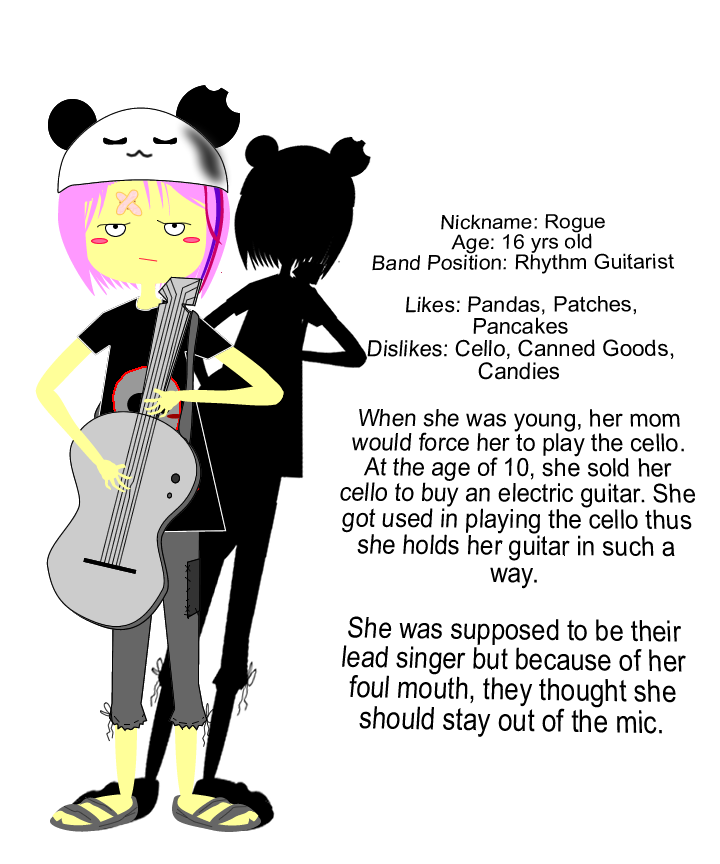 Nickname: Rogue
Age: 16 yrs old
Band Position: Rhythm Guitarist
Likes: Pandas, Patches,
Pancakes
Dislikes: Cello, Canned Goods,
Candies
When she was young, her mom
would force her to play the cello.
At the age of 10, she sold her
cello to buy an electric guitar. She
got used in playing the cello thus
she holds her guitar in such a
way.
She was supposed to be their
lead singer but because of her
foul mouth, they thought she
should stay out of the mic.